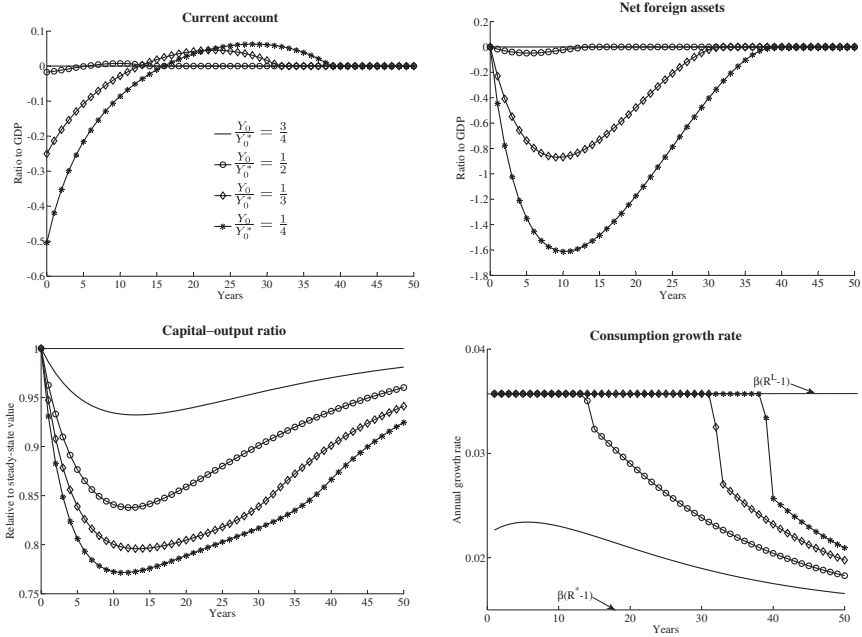 Current account
0.1
0
-0.1
-0.2
-0.3
-0.4
-0.5
-0.6
Ratio to GDP
0 5 10 15 20 25 30 35 40 45 50
Years
Y₀/Y₀* = 3/4
Y₀/Y₀* = 1/2
Y₀/Y₀* = 1/3
Y₀/Y₀* = 1/4
Net foreign assets
0.2
0
-0.2
-0.4
-0.6
-0.8
-1
-1.2
-1.4
-1.6
-1.8
Ratio to GDP
0 5 10 15 20 25 30 35 40 45 50
Years
Capital–output ratio
1
0.95
0.9
0.85
0.8
0.75
Relative to steady-state value
0 5 10 15 20 25 30 35 40 45 50
Years
Consumption growth rate
0.04
0.03
0.02
0.01
Annual growth rate
β(R^L-1)
β(R^*-1)
0 10 20 30 40 50
Years